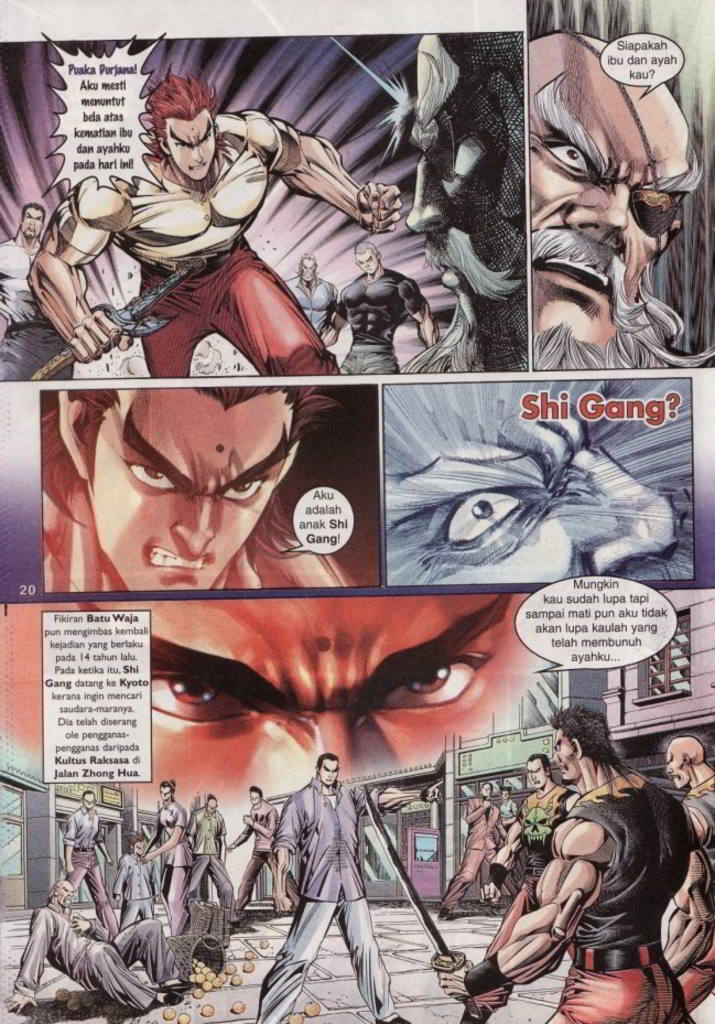 Puaka Durjana!
Aku mesti
menuntut
bela atas
kematian ibu
dan ayahku
pada hari ini!
Siapakah
ibu dan ayah
kau?
Aku
adalah
anak Shi
Gang!
Shi Gang?
20
Mungkin
kau sudah lupa tapi
sampai mati pun aku tidak
akan lupa kaulah yang
telah membunuh
ayahku...
Fikiran Batu Waja
pun mengimbas kembali
kejadian yang berlaku
pada 14 tahun lalu.
Pada ketika itu, Shi
Gang datang ke Kyoto
kerana ingin mencari
saudara-maranya.
Dia telah diserang
ole pengganas-
pengganas daripada
Kultus Raksasa di
Jalan Zhong Hua.